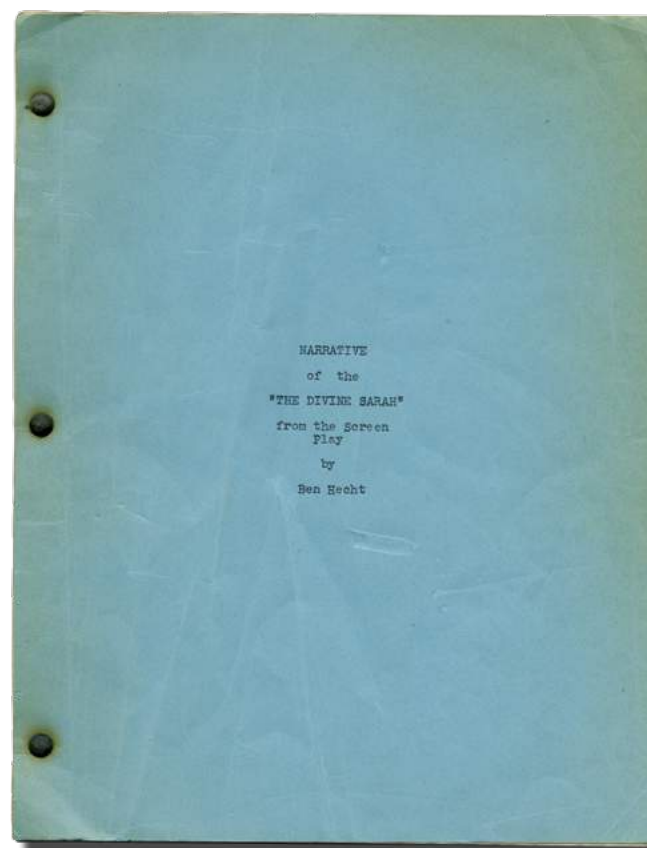 NARRATIVE
of the
"THE DIVINE SARAH"
from the Screen
Play
by
Ben Hecht